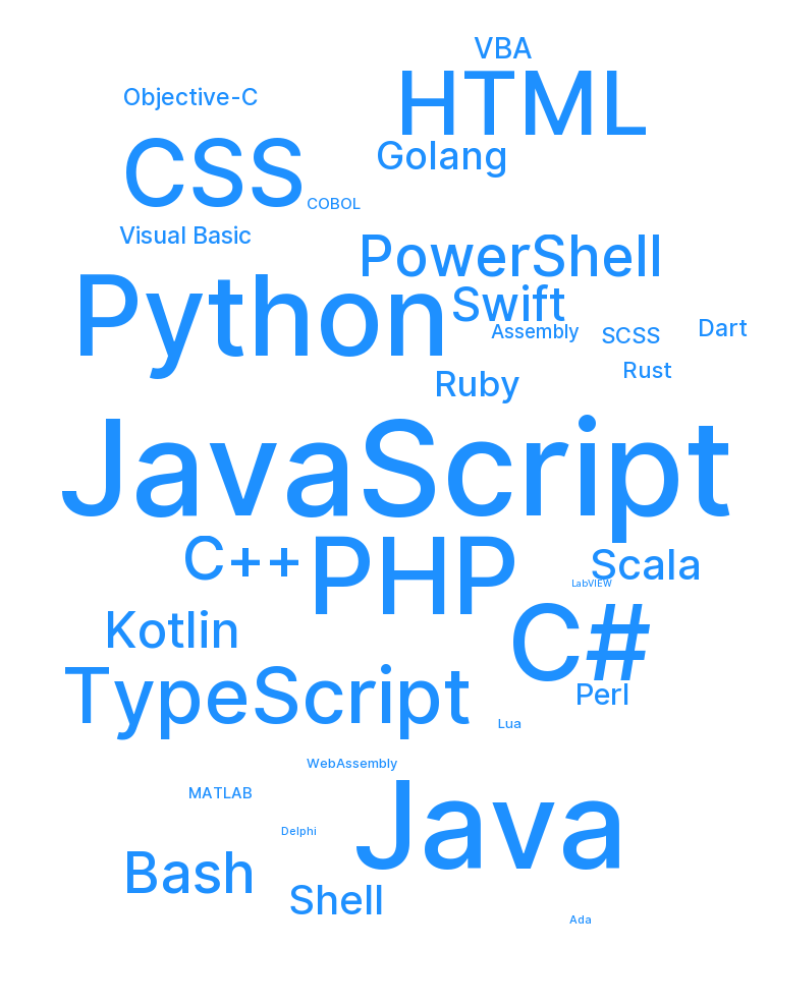 VBA
HTML
Objective-C
CSS
Golang
COBOL
Visual Basic
PowerShell
Python
Swift
Assembly
SCSS
Dart
Rust
Ruby
JavaScript
C++
PHP
Scala
LabVIEW
Kotlin
C#
TypeScript
Perl
Lua
WebAssembly
MATLAB
Java
Delphi
Bash
Shell
Ada